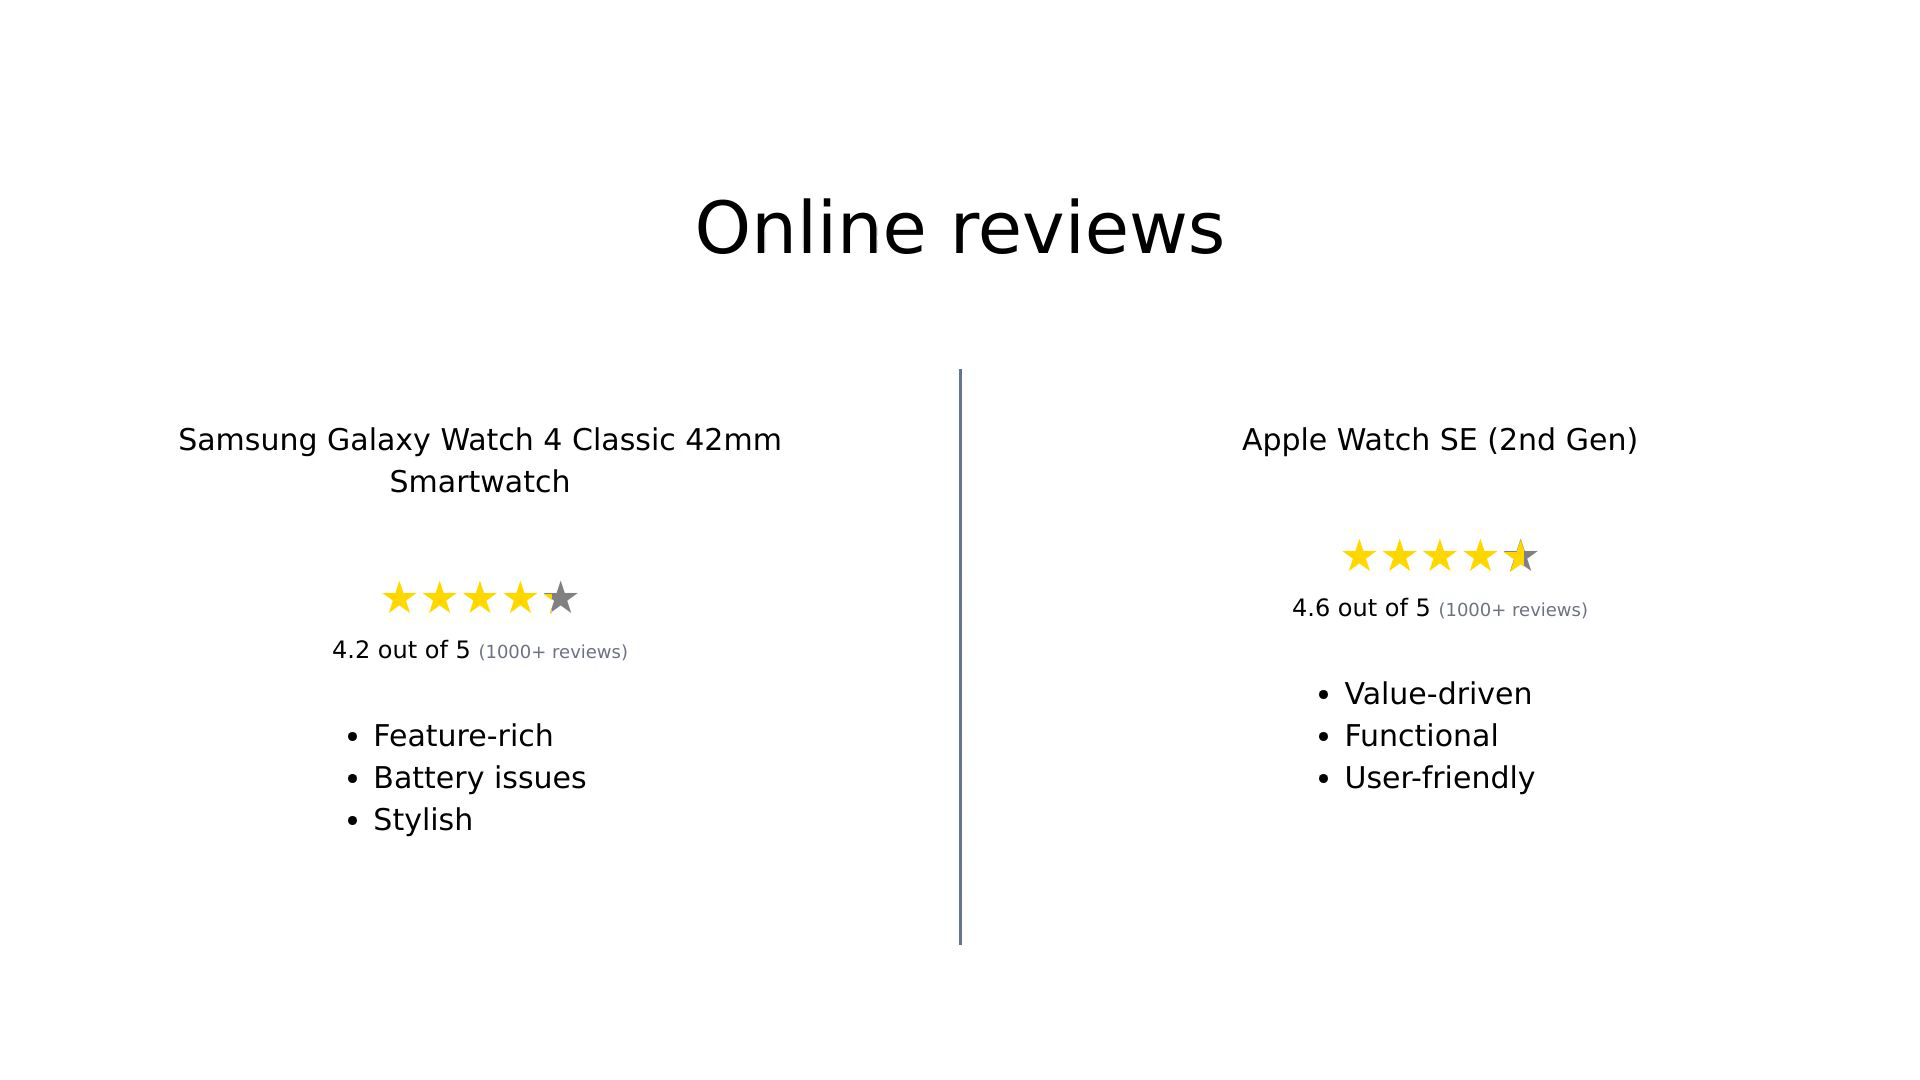 Online reviews
Samsung Galaxy Watch 4 Classic 42mm
Smartwatch
4.2 out of 5 (1000+ reviews)
• Feature-rich
• Battery issues
• Stylish
Apple Watch SE (2nd Gen)
4.6 out of 5 (1000+ reviews)
• Value-driven
• Functional
• User-friendly